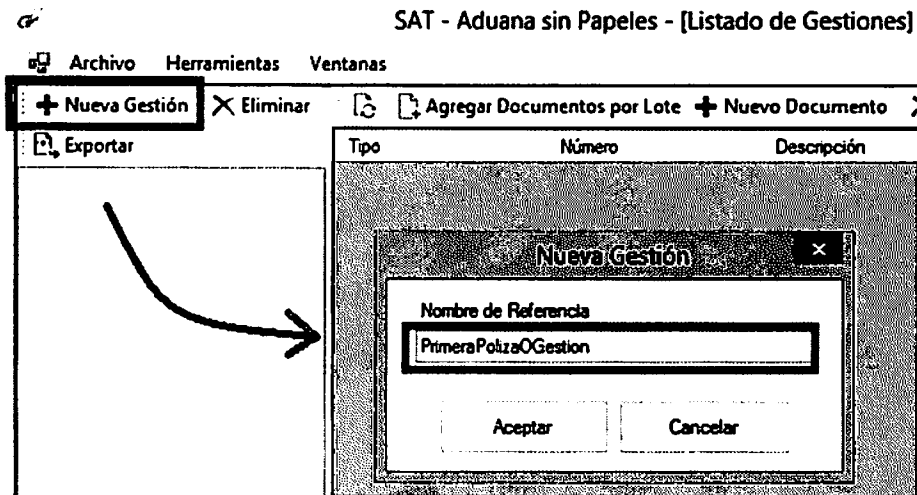 SAT - Aduana sin Papeles - [Listado de Gestiones]
Archivo Herramientas Ventanas
Nueva Gestión Eliminar Agregar Documentos por Lote Nuevo Documento
Exportar Tipo Número Descripción
Nueva Gestión
Nombre de Referencia
PrimeraPolizaOGestion
Aceptar Cancelar